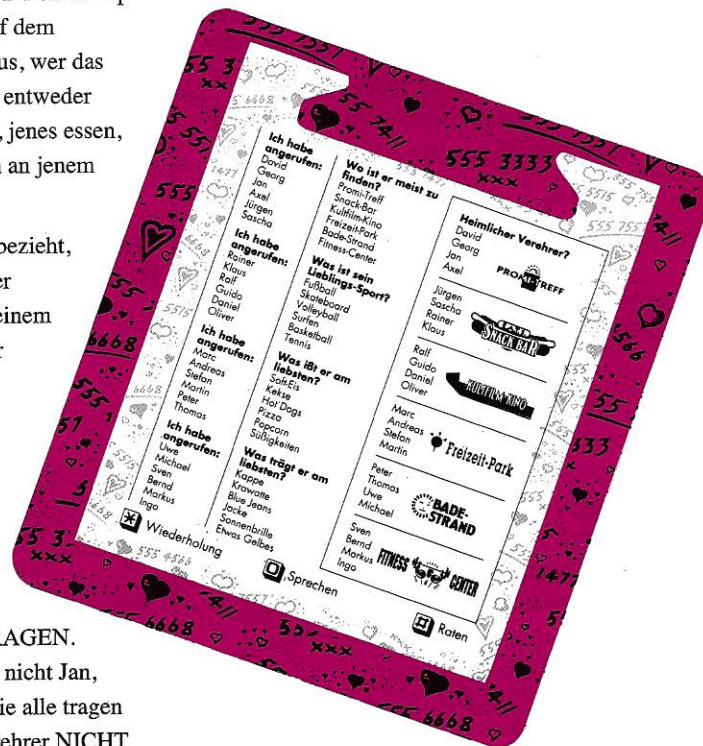 f dem
us, wer das
entweder
, jenes essen,
an an jenem
bezieht,
er
einem
r
RAGEN.
nicht Jan,
ie alle tragen
ehrer NICHT
Ich habe
angerufen:
David
Georg
Jan
Axel
Jürgen
Sascha
Ich habe
angerufen:
Rainer
Klaus
Ralf
Guido
Daniel
Oliver
Ich habe
angerufen:
Marc
Andreas
Stefan
Martin
Peter
Thomas
Ich habe
angerufen:
Uwe
Michael
Sven
Bernd
Markus
Ingo
Wo ist er meist zu
finden?
Promi-Treff
Snack-Bar
Kultfilm-Kino
Freizeit-Park
Bade-Strand
Fitness-Center
Was ist sein
Lieblings-Sport?
Fußball
Skateboard
Volleyball
Surfen
Basketball
Tennis
Was ißt er am
liebsten?
Soft-Eis
Kekse
Hot Dogs
Pizza
Popcorn
Süßigkeiten
Was trägt er am
liebsten?
Kappe
Krawatte
Blue Jeans
Jacke
Sonnenbrille
Etwas Gelbes
Heimlicher Verehrer?
David
Georg
Jan
Axel
PROMI-TREFF
Jürgen
Sascha
Rainer
Klaus
SNACK BAR
Ralf
Guido
Daniel
Oliver
KULTFILM-KINO
Marc
Andreas
Stefan
Martin
Freizeit-Park
Peter
Thomas
Uwe
Michael
BADE-
STRAND
Sven
Bernd
Markus
Ingo
FITNESS CENTER
* Wiederholung
Sprechen
# Raten
555 7411
555 3333
xxx
555 6668
555 4566